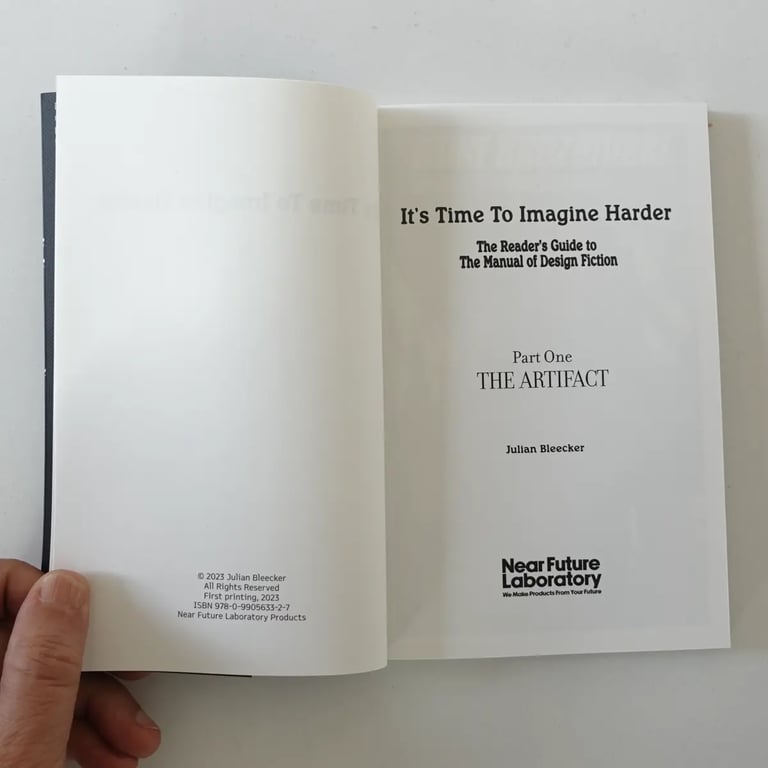 © 2023 Julian Bleecker
All Rights Reserved
First printing, 2023
ISBN 978-0-9905633-2-7
Near Future Laboratory Products
It's Time To Imagine Harder
The Reader's Guide to
The Manual of Design Fiction
Part One
THE ARTIFACT
Julian Bleecker
Near Future
Laboratory
We Make Products From Your Future